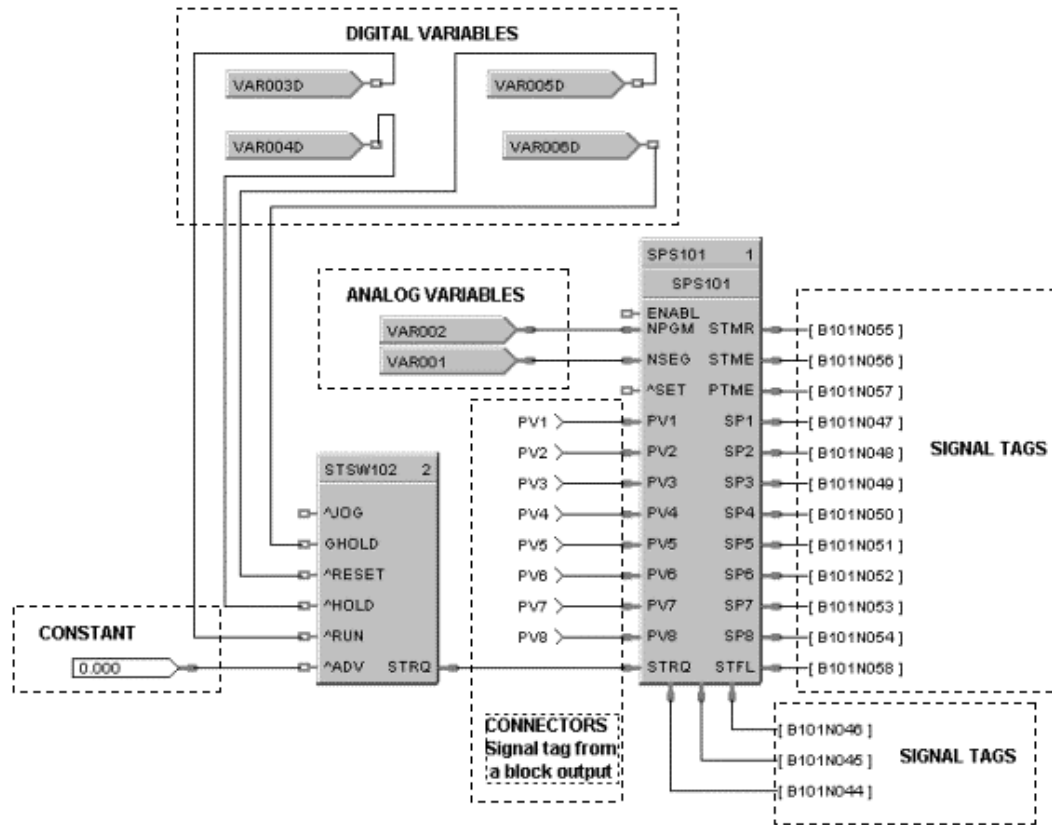 DIGITAL VARIABLES
VAR003D
VAR005D
VAR004D
VAR006D
SPS101 1
SPS101
ANALOG VARIABLES
VAR002
VAR001
ENABL
NPGM STMR
NSEG STME
^SET PTME
PV1 SP1
PV2 SP2
PV3 SP3
PV4 SP4
PV5 SP5
PV6 SP6
PV7 SP7
PV8 SP8
STRQ STFL
[ B101N055 ]
[ B101N056 ]
[ B101N057 ]
[ B101N047 ]
[ B101N048 ]
[ B101N049 ]
[ B101N050 ]
[ B101N051 ]
[ B101N052 ]
[ B101N053 ]
[ B101N054 ]
[ B101N058 ]
SIGNAL TAGS
PV1
PV2
PV3
PV4
PV5
PV6
PV7
PV8
STSW102 2
^JOG
GHOLD
^RESET
^HOLD
^RUN
^ADV STRQ
CONSTANT
0.000
CONNECTORS
Signal tag from
a block output
[ B101N046 ]
[ B101N045 ]
[ B101N044 ]
SIGNAL TAGS